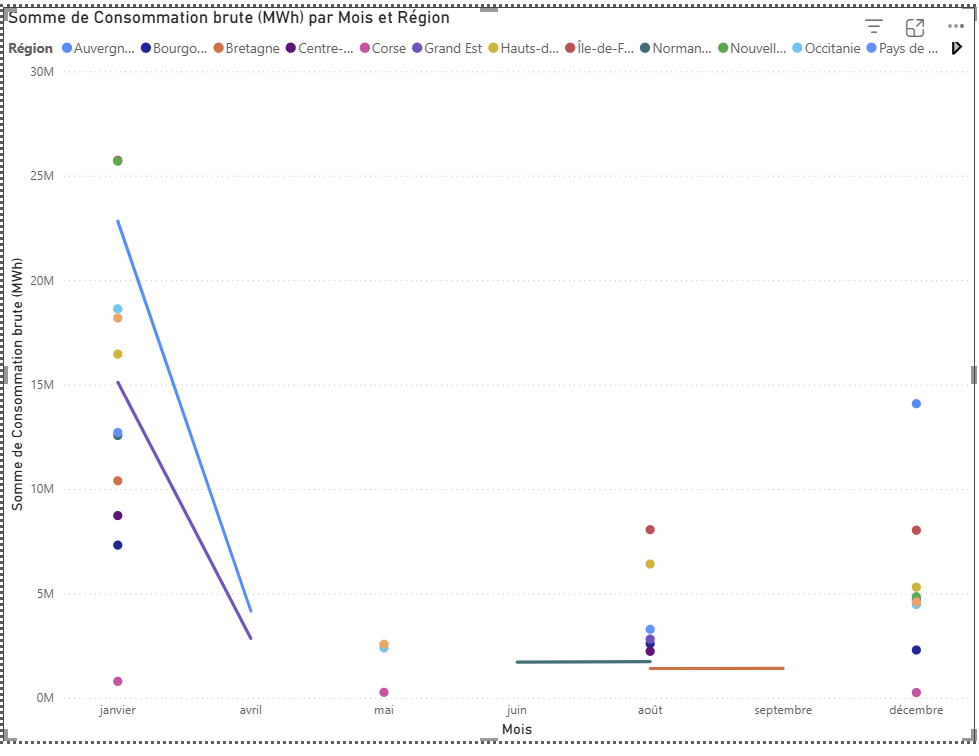 Somme de Consommation brute (MWh) par Mois et Région
Région Auvergn... Bourgo... Bretagne Centre-... Corse Grand Est Hauts-d... Île-de-F... Norman... Nouvell... Occitanie Pays de ...
30M
25M
20M
15M
10M
5M
0M
Somme de Consommation brute (MWh)
janvier avril mai juin août septembre décembre
Mois